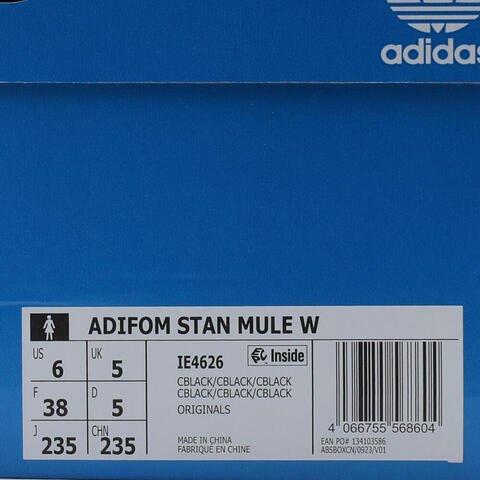 adidas
ADIFOM STAN MULE W
US 6 UK 5
F 38 D 5
J 235 CHN 235
IE4626
Inside
CBLACK/CBLACK/CBLACK
CBLACK/CBLACK/CBLACK
ORIGINALS
MADE IN CHINA
FABRIQUE EN CHINE
4 066755 568604
EAN PO# 134103586
ABSBOXCN/0923/V01